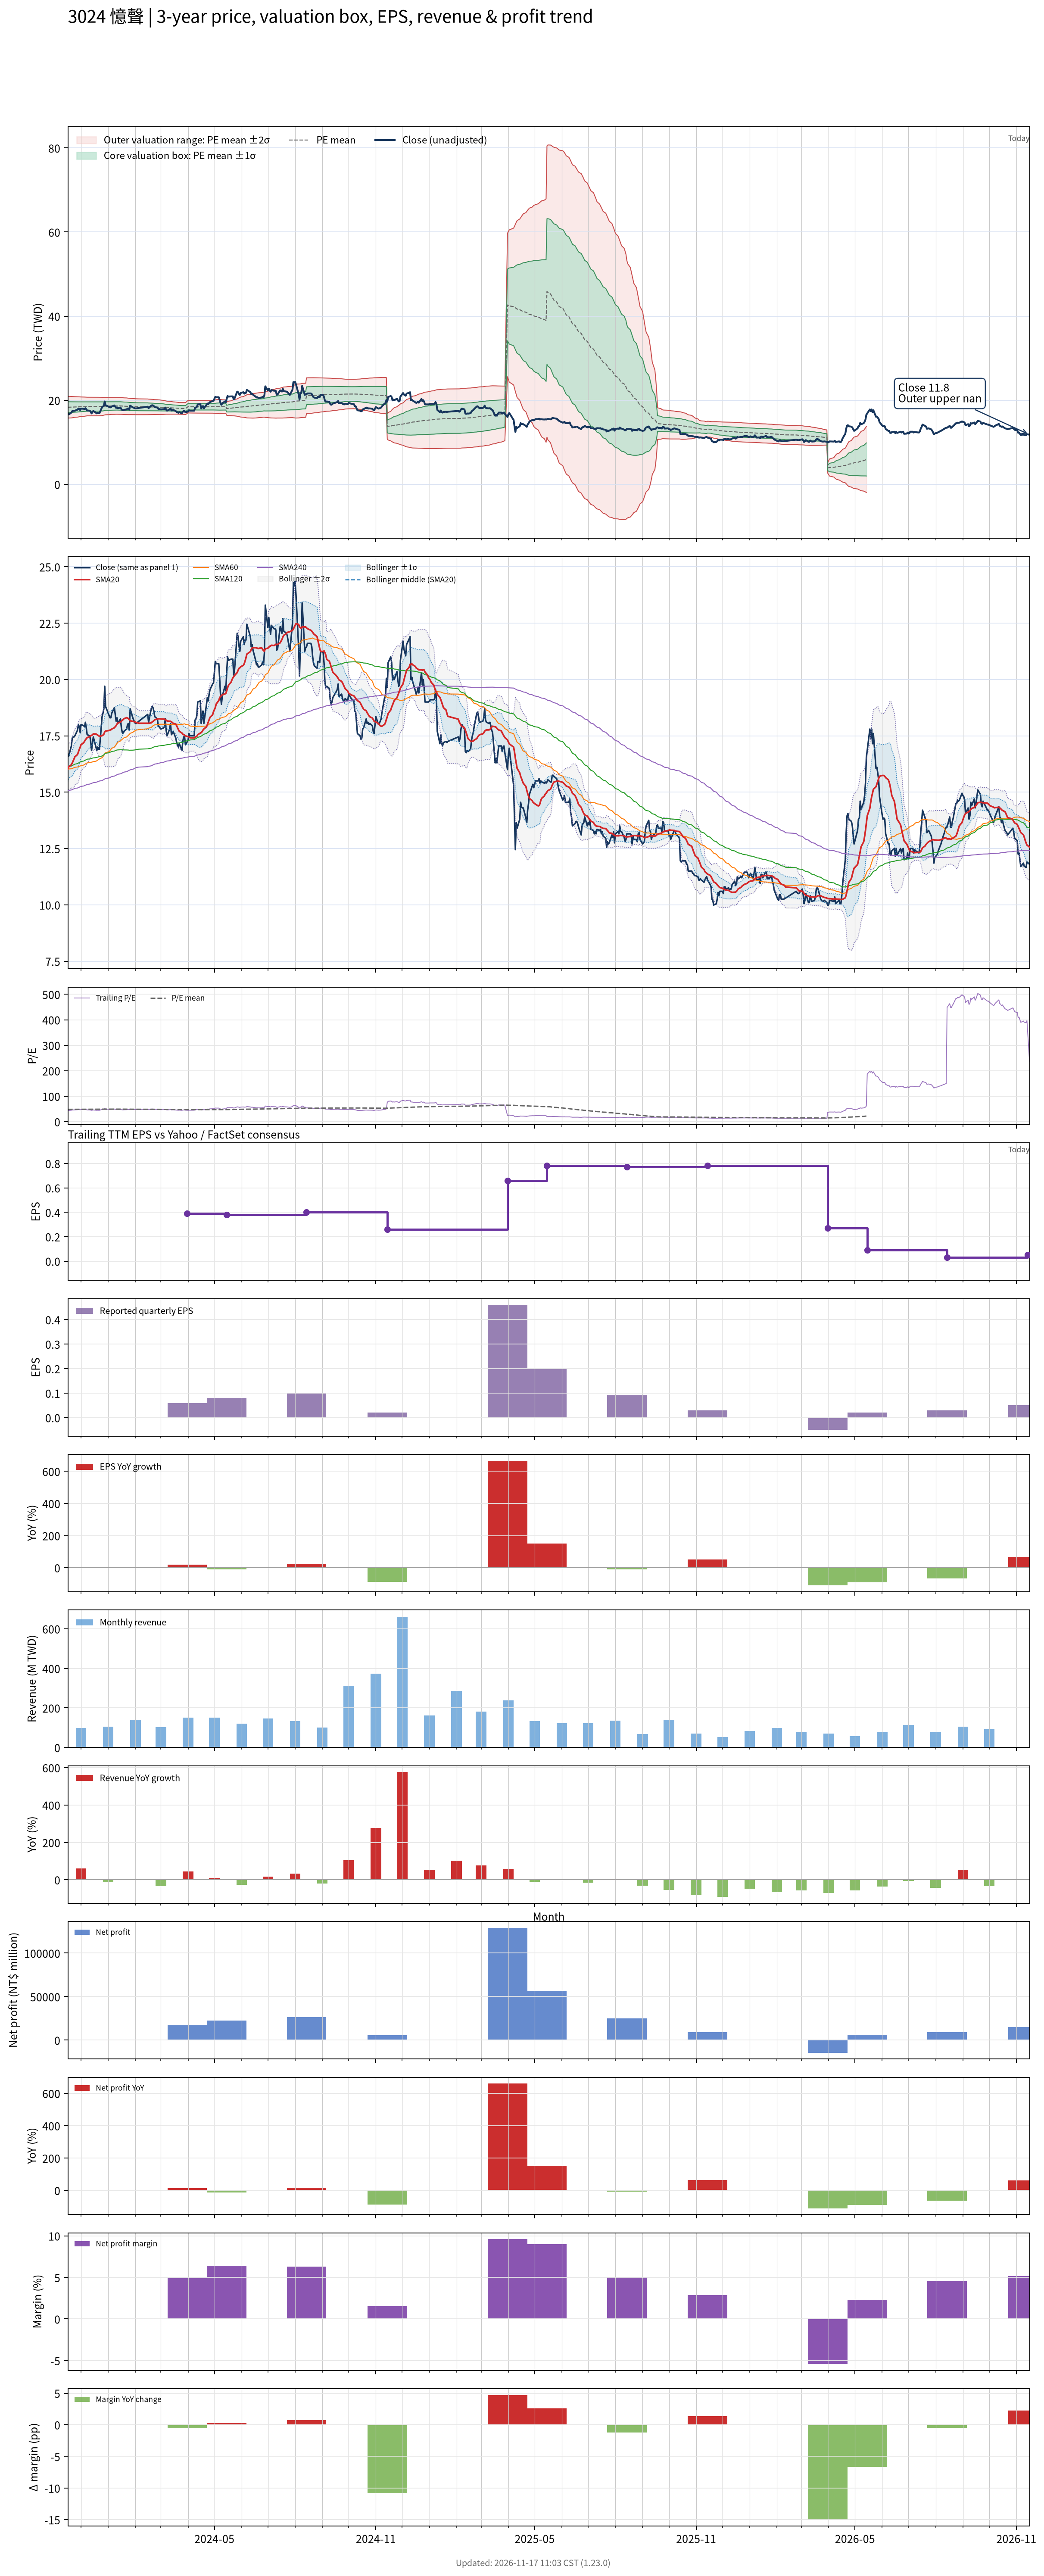 3024 憶聲 | 3-year price, valuation box, EPS, revenue & profit trend
Outer valuation range: PE mean ±2σ
PE mean
Close (unadjusted)
Core valuation box: PE mean ±1σ
Today
80
60
40
20
0
Price (TWD)
Close 11.8
Outer upper nan
Close (same as panel 1)
SMA60
SMA240
Bollinger ±1σ
SMA20
SMA120
Bollinger ±2σ
Bollinger middle (SMA20)
25.0
22.5
20.0
17.5
15.0
12.5
10.0
7.5
Price
Trailing P/E
P/E mean
500
400
300
200
100
0
P/E
Trailing TTM EPS vs Yahoo / FactSet consensus
Today
0.8
0.6
0.4
0.2
0.0
EPS
Reported quarterly EPS
0.4
0.3
0.2
0.1
0.0
EPS
EPS YoY growth
600
400
200
0
YoY (%)
Monthly revenue
600
400
200
0
Revenue (M TWD)
Revenue YoY growth
600
400
200
0
YoY (%)
Month
Net profit
100000
50000
0
Net profit (NT$ million)
Net profit YoY
600
400
200
0
YoY (%)
Net profit margin
10
5
0
-5
Margin (%)
Margin YoY change
5
0
-5
-10
-15
Δ margin (pp)
2024-05
2024-11
2025-05
2025-11
2026-05
2026-11
Updated: 2026-11-17 11:03 CST (1.23.0)